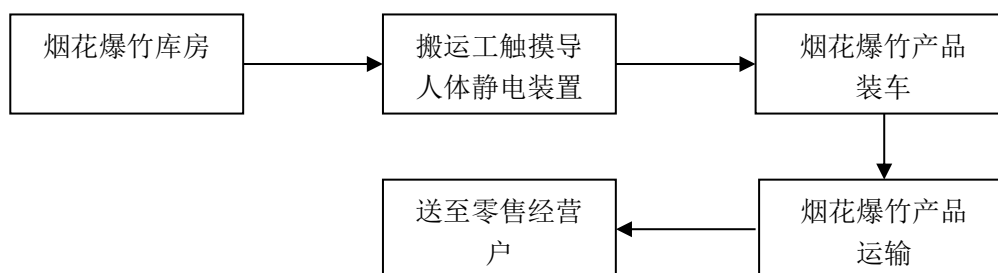 烟花爆竹库房
搬运工触摸导
人体静电装置
烟花爆竹产品
装车
烟花爆竹产品
运输
送至零售经营
户